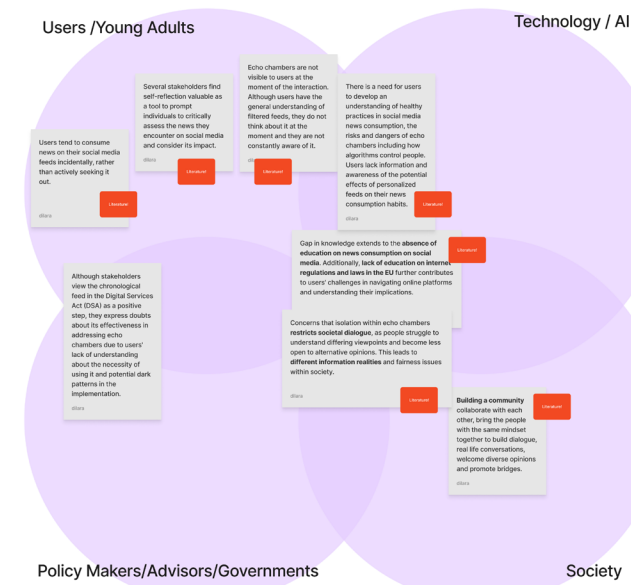 Users /Young Adults
Technology / AI
Echo chambers are not
visible to users at the
moment of the interaction.
Although users have the
general understanding of
filtered feeds, they do not
think about it at the
moment and they are not
constantly aware of it.
dilara
Literature!
Several stakeholders find
self-reflection valuable as
a tool to prompt
individuals to critically
assess the news they
encounter on social media
and consider its impact.
dilara
Literature!
There is a need for users
to develop an
understanding of healthy
practices in social media
news consumption, the
risks and dangers of echo
chambers including how
algorithms control people.
Users lack information and
awareness of the potential
effects of personalized
feeds on their news
consumption habits.
dilara
Literature!
Users tend to consume
news on their social media
feeds incidentally, rather
than actively seeking it
out.
dilara
Literature!
Gap in knowledge extends to the absence of
education on news consumption on social
media. Additionally, lack of education on internet
regulations and laws in the EU further contributes
to users' challenges in navigating online platforms
and understanding their implications.
Literature!
Although stakeholders
view the chronological
feed in the Digital Services
Act (DSA) as a positive
step, they express doubts
about its effectiveness in
addressing echo
chambers due to users'
lack of understanding
about the necessity of
using it and potential dark
patterns in the
implementation.
dilara
Concerns that isolation within echo chambers
restricts societal dialogue, as people struggle to
understand differing viewpoints and become less
open to alternative opinions. This leads to
different information realities and fairness issues
within society.
dilara
Literature!
Building a community
collaborate with each
other, bring the people
with the same mindset
together to build dialogue,
real life conversations,
welcome diverse opinions
and promote bridges.
dilara
Literature!
Policy Makers/Advisors/Governments
Society